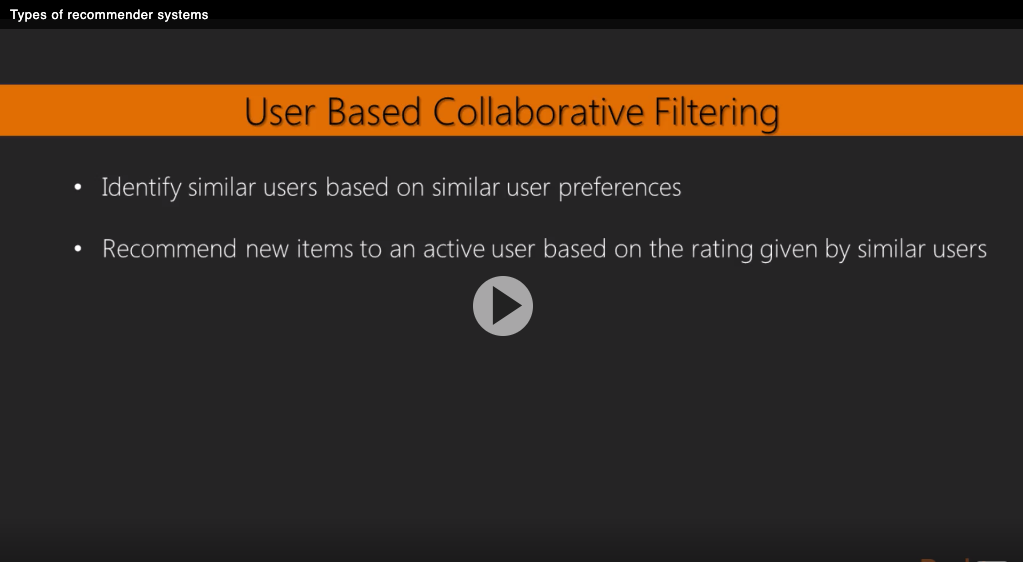 Types of recommender systems
User Based Collaborative Filtering
• Identify similar users based on similar user preferences
• Recommend new items to an active user based on the rating given by similar users